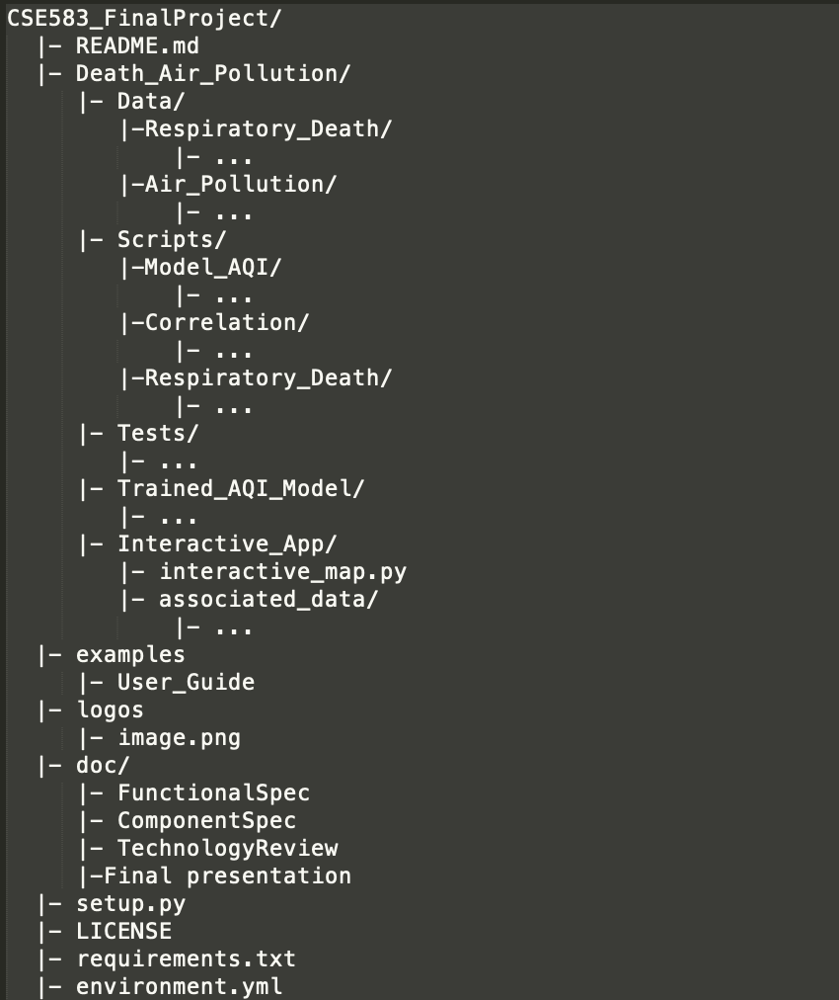 CSE583_FinalProject/
|- README.md
|- Death_Air_Pollution/
|- Data/
|-Respiratory_Death/
|- ...
|-Air_Pollution/
|- ...
|- Scripts/
|-Model_AQI/
|- ...
|-Correlation/
|- ...
|-Respiratory_Death/
|- ...
|- Tests/
|- ...
|- Trained_AQI_Model/
|- ...
|- Interactive_App/
|- interactive_map.py
|- associated_data/
|- ...
|- examples
|- User_Guide
|- logos
|- image.png
|- doc/
|- FunctionalSpec
|- ComponentSpec
|- TechnologyReview
|-Final presentation
|- setup.py
|- LICENSE
|- requirements.txt
|- environment.yml